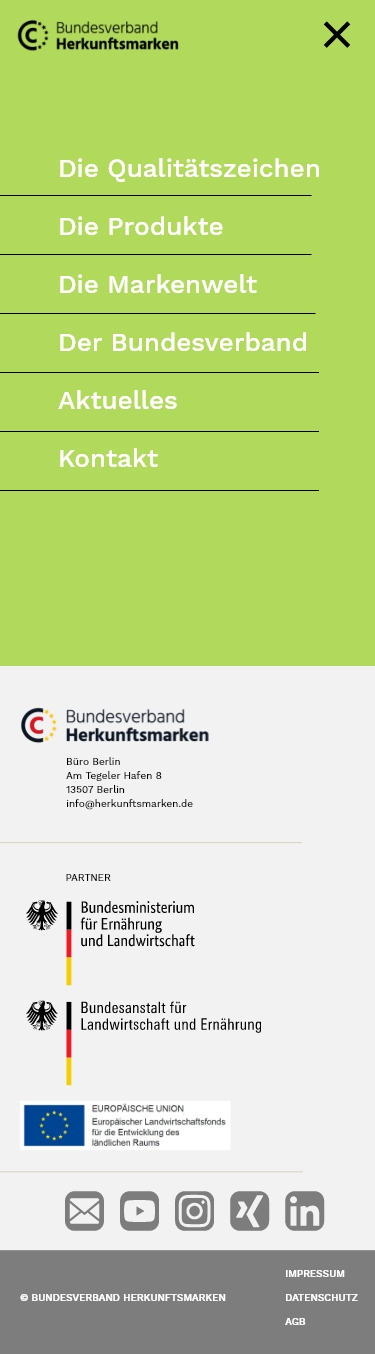 Bundesverband
Herkunftsmarken
Die Qualitätszeichen
Die Produkte
Die Markenwelt
Der Bundesverband
Aktuelles
Kontakt
Bundesverband
Herkunftsmarken
Büro Berlin
Am Tegeler Hafen 8
13507 Berlin
info@herkunftsmarken.de
PARTNER
Bundesministerium
für Ernährung
und Landwirtschaft
Bundesanstalt für
Landwirtschaft und Ernährung
EUROPÄISCHE UNION
Europäischer Landwirtschaftsfonds
für die Entwicklung des
ländlichen Raums
© BUNDESVERBAND HERKUNFTSMARKEN
IMPRESSUM
DATENSCHUTZ
AGB